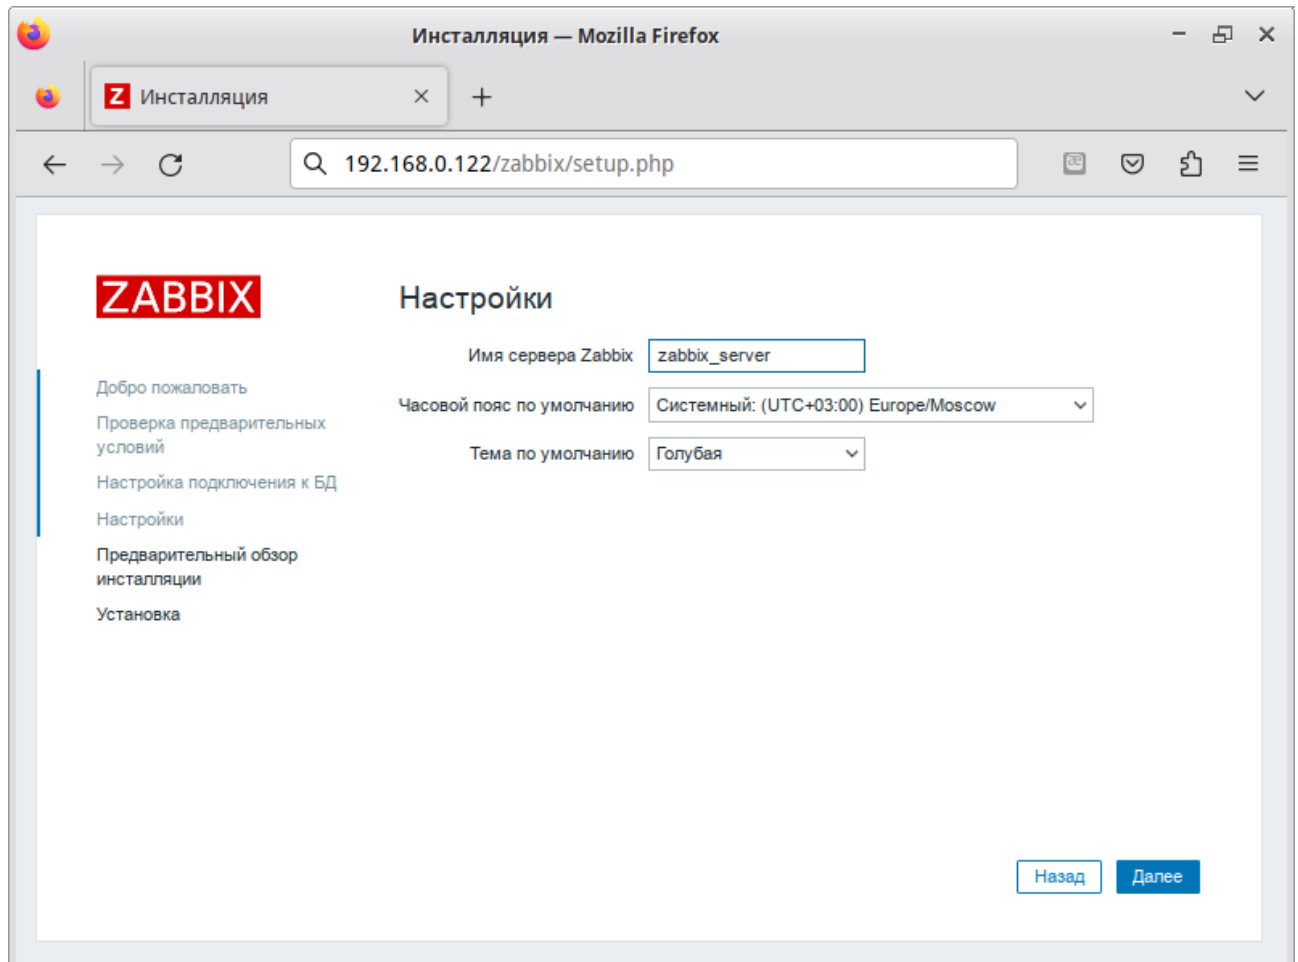 Инсталляция — Mozilla Firefox
Инсталляция
192.168.0.122/zabbix/setup.php
ZABBIX
Добро пожаловать
Проверка предварительных
условий
Настройка подключения к БД
Настройки
Предварительный обзор
инсталляции
Установка
Настройки
Имя сервера Zabbix zabbix_server
Часовой пояс по умолчанию Системный: (UTC+03:00) Europe/Moscow
Тема по умолчанию Голубая
Назад Далее